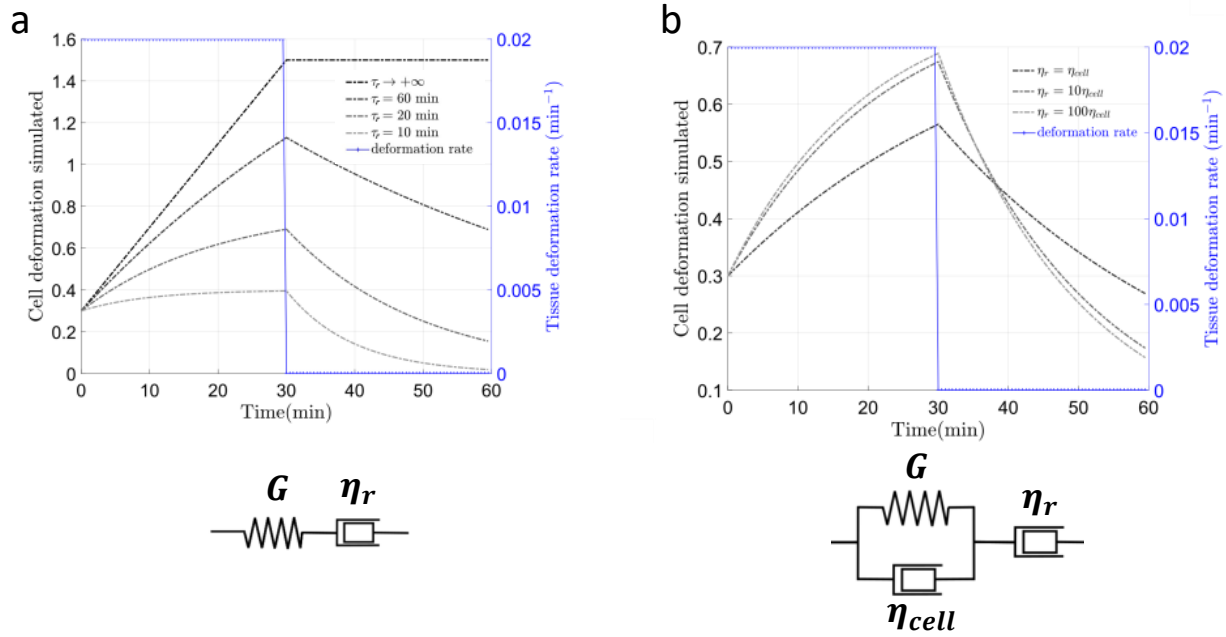 a
1.6
1.4
1.2
1
0.8
0.6
0.4
0.2
0
Cell deformation simulated
0 10 20 30 40 50 60
Time(min)
0.02
0.015
0.01
0.005
0
Tissue deformation rate (min⁻¹)
τᵣ → +∞
τᵣ = 60 min
τᵣ = 20 min
τᵣ = 10 min
deformation rate
G ηᵣ
b
0.7
0.6
0.5
0.4
0.3
0.2
0.1
Cell deformation simulated
0 10 20 30 40 50 60
Time(min)
0.02
0.015
0.01
0.005
0
Tissue deformation rate (min⁻¹)
ηᵣ = η_cell
ηᵣ = 10η_cell
ηᵣ = 100η_cell
deformation rate
G
ηᵣ
η_cell